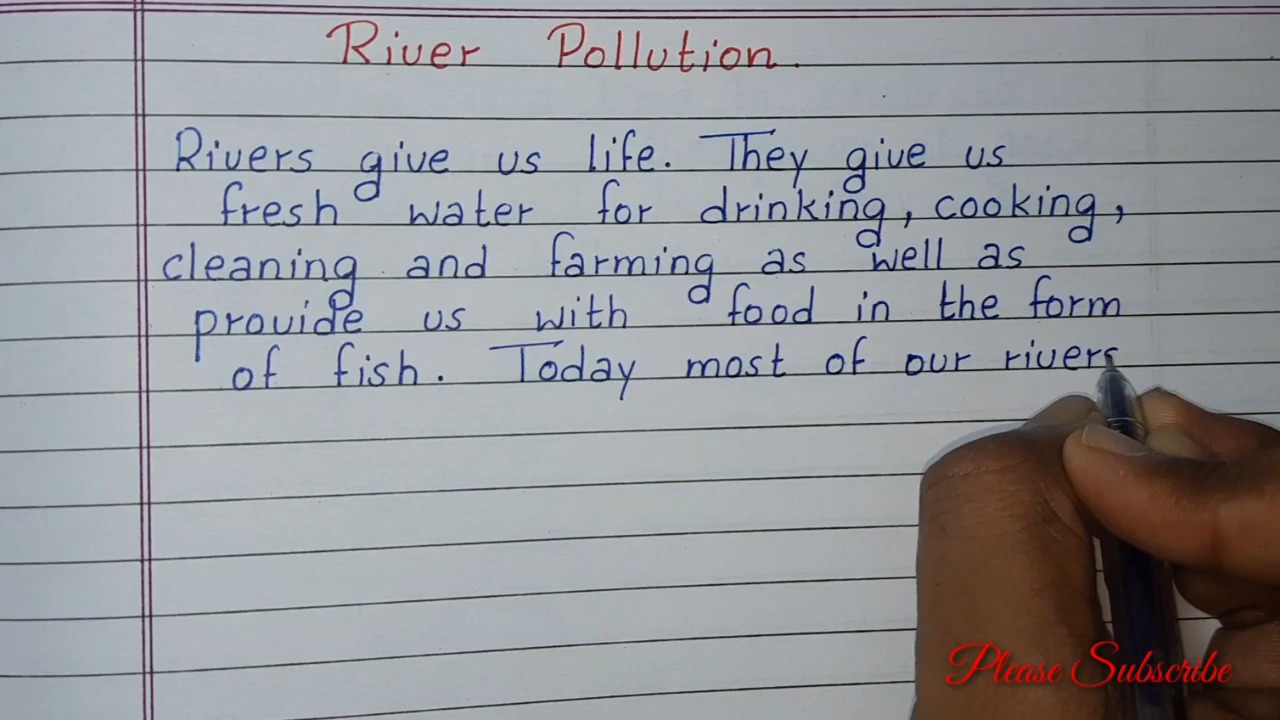 River Pollution.
Rivers give us life. They give us
fresh water for drinking, cooking,
cleaning and farming as well as
provide us with food in the form
of fish. Today most of our rivers
Please Subscribe